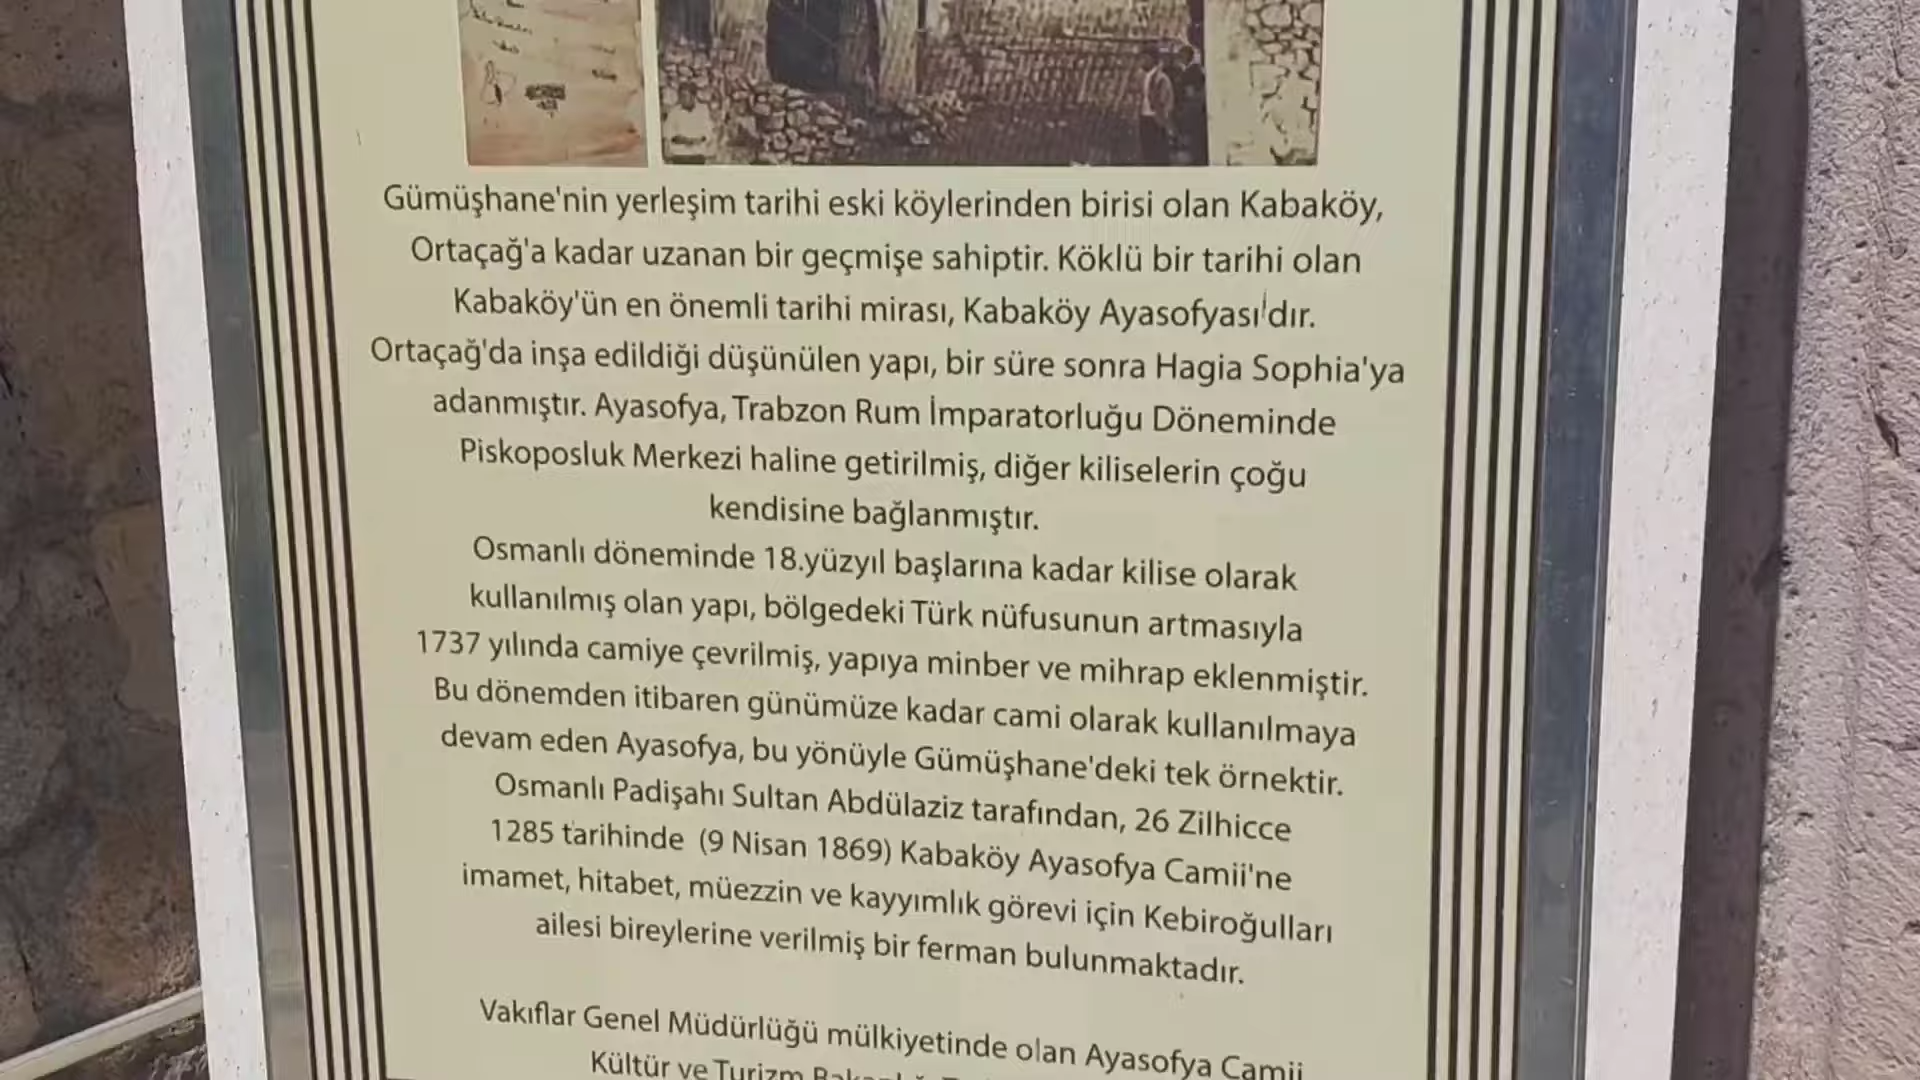 Gümüşhane'nin yerleşim tarihi eski köylerinden birisi olan Kabaköy,
Ortaçağ'a kadar uzanan bir geçmişe sahiptir. Köklü bir tarihi olan
Kabaköy'ün en önemli tarihi mirası, Kabaköy Ayasofyası'dır.
Ortaçağ'da inşa edildiği düşünülen yapı, bir süre sonra Hagia Sophia'ya
adanmıştır. Ayasofya, Trabzon Rum İmparatorluğu Döneminde
Piskoposluk Merkezi haline getirilmiş, diğer kiliselerin çoğu
kendisine bağlanmıştır.
Osmanlı döneminde 18.yüzyıl başlarına kadar kilise olarak
kullanılmış olan yapı, bölgedeki Türk nüfusunun artmasıyla
1737 yılında camiye çevrilmiş, yapıya minber ve mihrap eklenmiştir.
Bu dönemden itibaren günümüze kadar cami olarak kullanılmaya
devam eden Ayasofya, bu yönüyle Gümüşhane'deki tek örnektir.
Osmanlı Padişahı Sultan Abdülaziz tarafından, 26 Zilhicce
1285 tarihinde (9 Nisan 1869) Kabaköy Ayasofya Camii'ne
imamet, hitabet, müezzin ve kayyımlık görevi için Kebiroğulları
ailesi bireylerine verilmiş bir ferman bulunmaktadır.
Vakıflar Genel Müdürlüğü mülkiyetinde olan Ayasofya Camii
Kültür ve Turizm